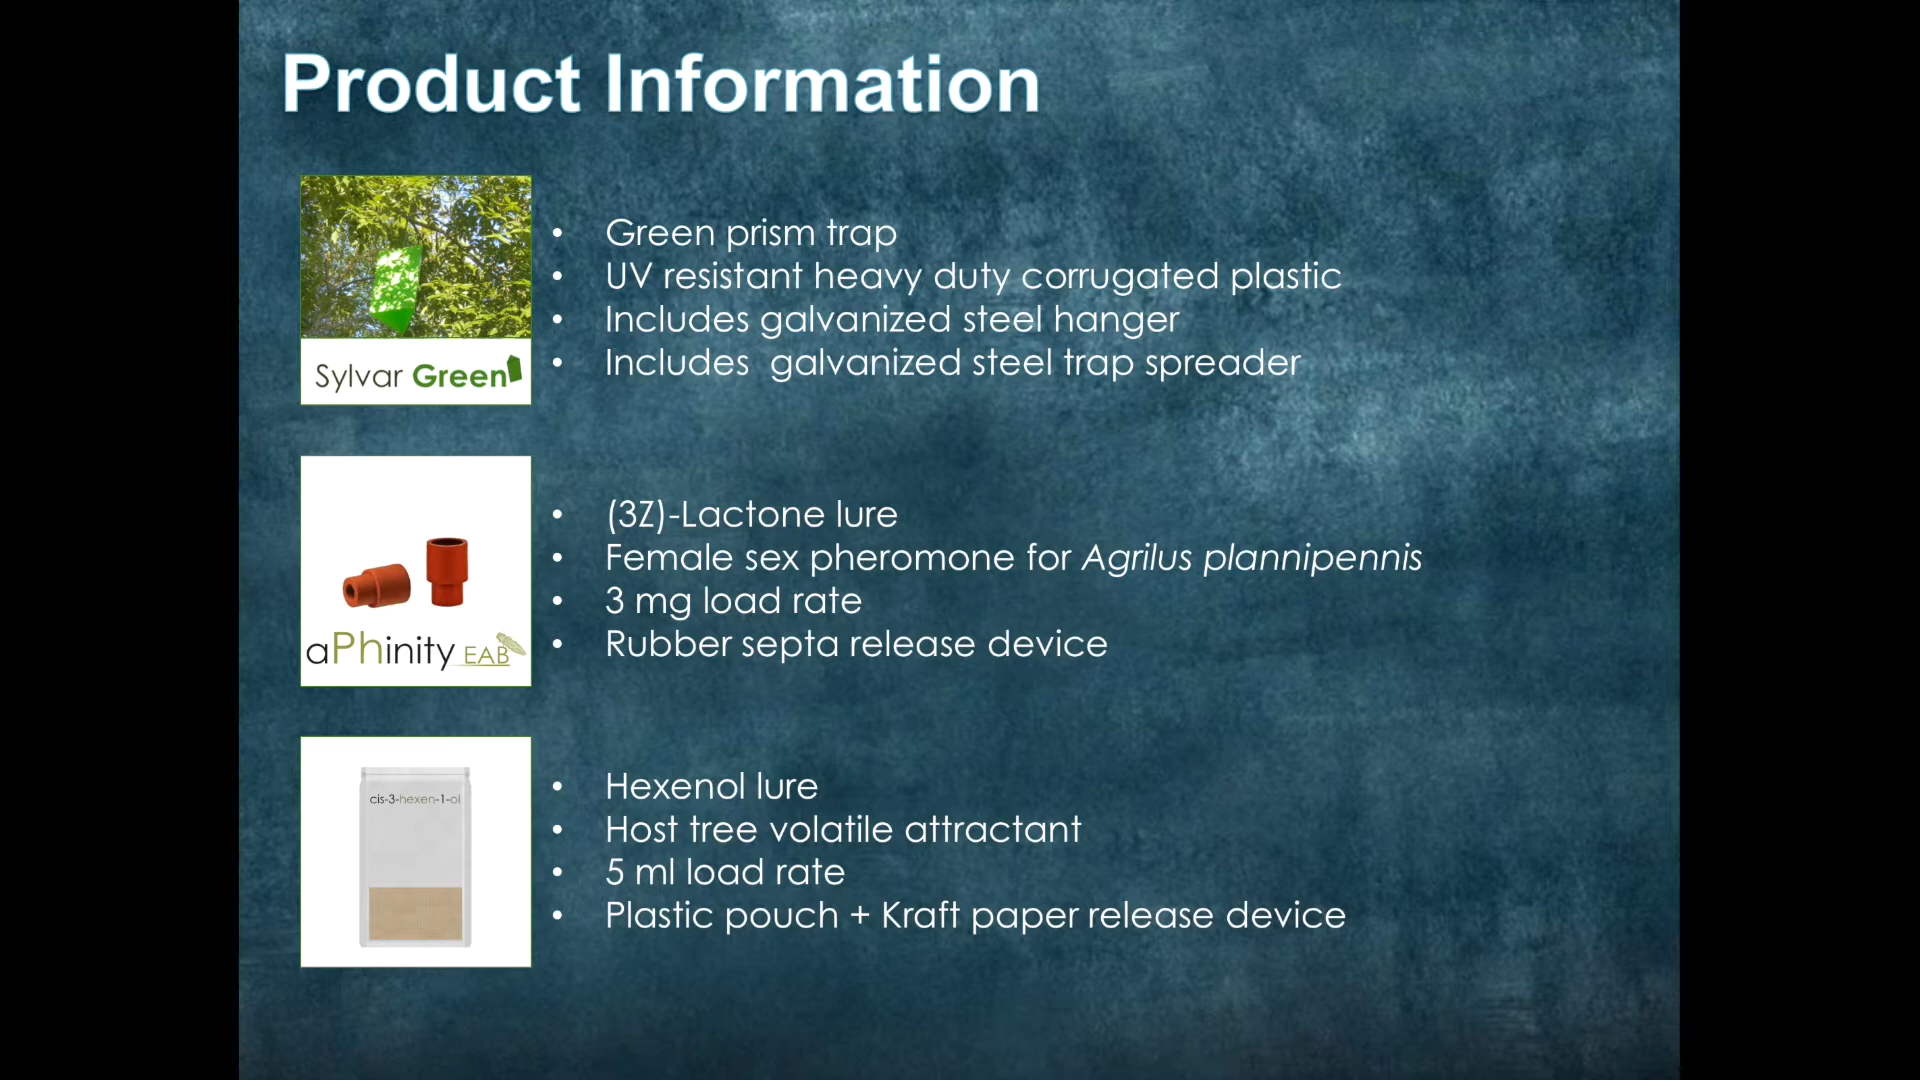 Product Information
• Green prism trap
• UV resistant heavy duty corrugated plastic
• Includes galvanized steel hanger
• Includes  galvanized steel trap spreader
Sylvar Green
• (3Z)-Lactone lure
• Female sex pheromone for Agrilus plannipennis
• 3 mg load rate
• Rubber septa release device
aPhinity EAB
cis-3-hexen-1-ol
• Hexenol lure
• Host tree volatile attractant
• 5 ml load rate
• Plastic pouch + Kraft paper release device